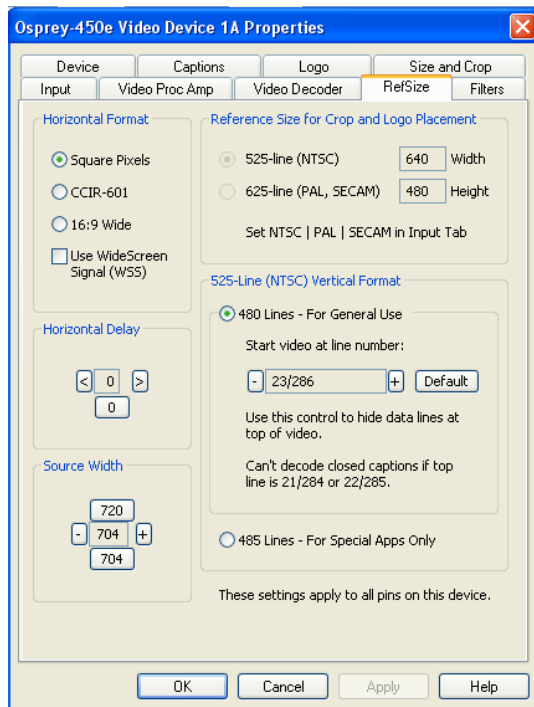 Osprey-450e Video Device 1A Properties
Device Captions Logo Size and Crop
Input Video Proc Amp Video Decoder RefSize Filters
Horizontal Format
Square Pixels
CCIR-601
16:9 Wide
Use WideScreen
Signal (WSS)
Reference Size for Crop and Logo Placement
525-line (NTSC) 640 Width
625-line (PAL, SECAM) 480 Height
Set NTSC | PAL | SECAM in Input Tab
Horizontal Delay
< 0 >
0
Source Width
720
- 704 +
704
525-Line (NTSC) Vertical Format
480 Lines - For General Use
Start video at line number:
- 23/286 + Default
Use this control to hide data lines at
top of video.
Can't decode closed captions if top
line is 21/284 or 22/285.
485 Lines - For Special Apps Only
These settings apply to all pins on this device.
OK Cancel Apply Help